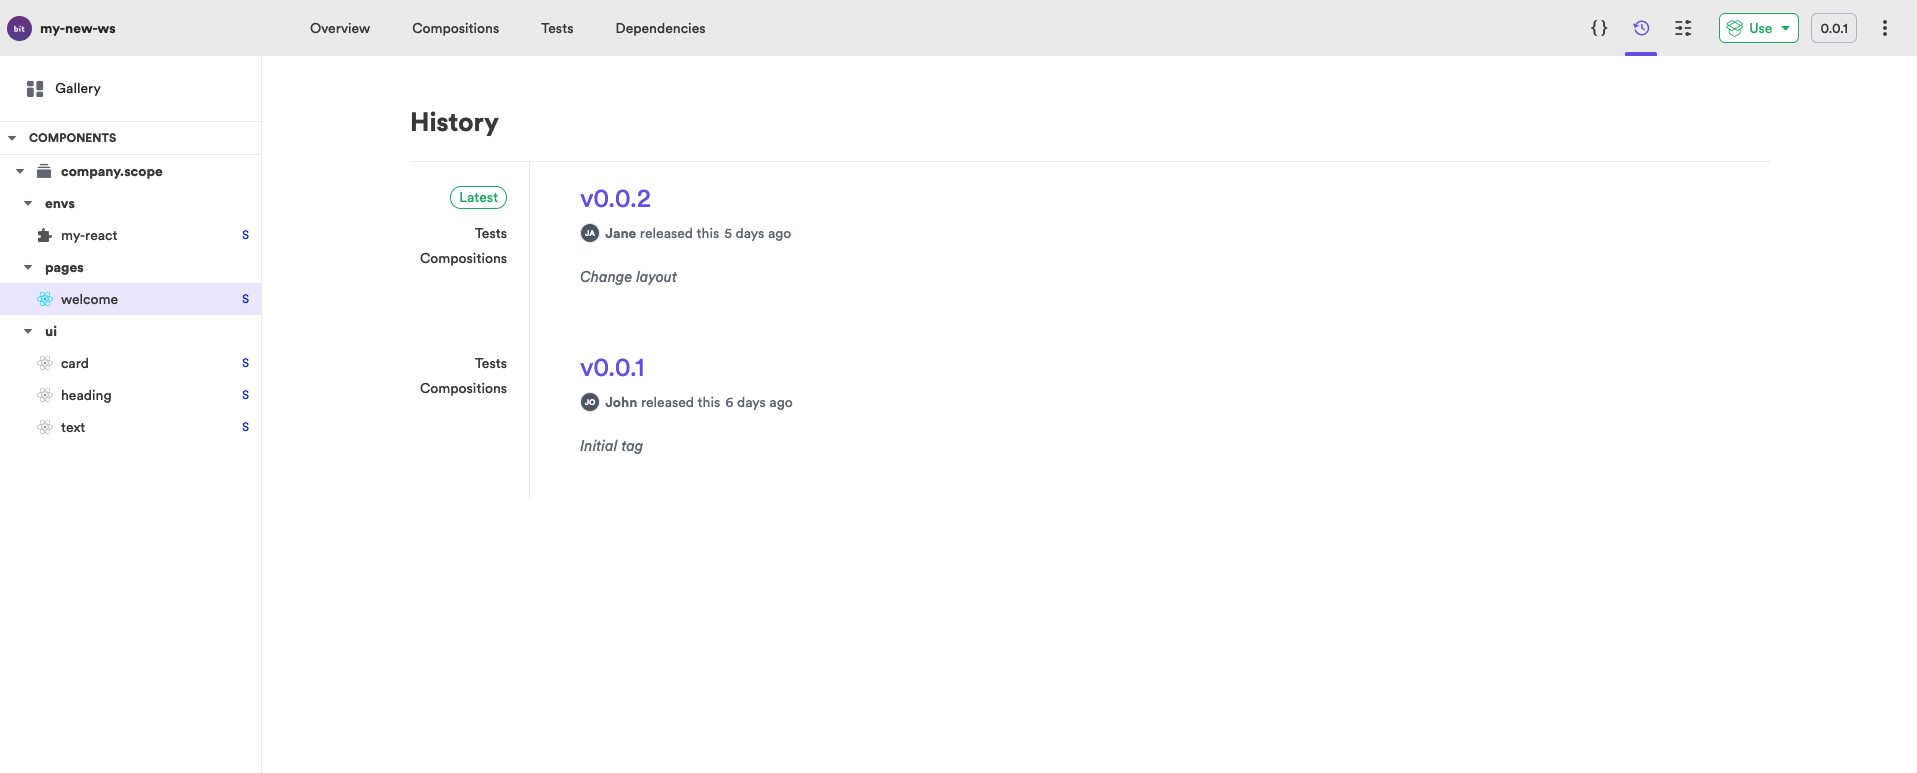 bit my-new-ws Overview Compositions Tests Dependencies {} Use 0.0.1
Gallery
COMPONENTS
company.scope
envs
my-react S
pages
welcome S
ui
card S
heading S
text S
History
Latest
Tests
Compositions
v0.0.2
JA Jane released this 5 days ago
Change layout
Tests
Compositions
v0.0.1
JO John released this 6 days ago
Initial tag